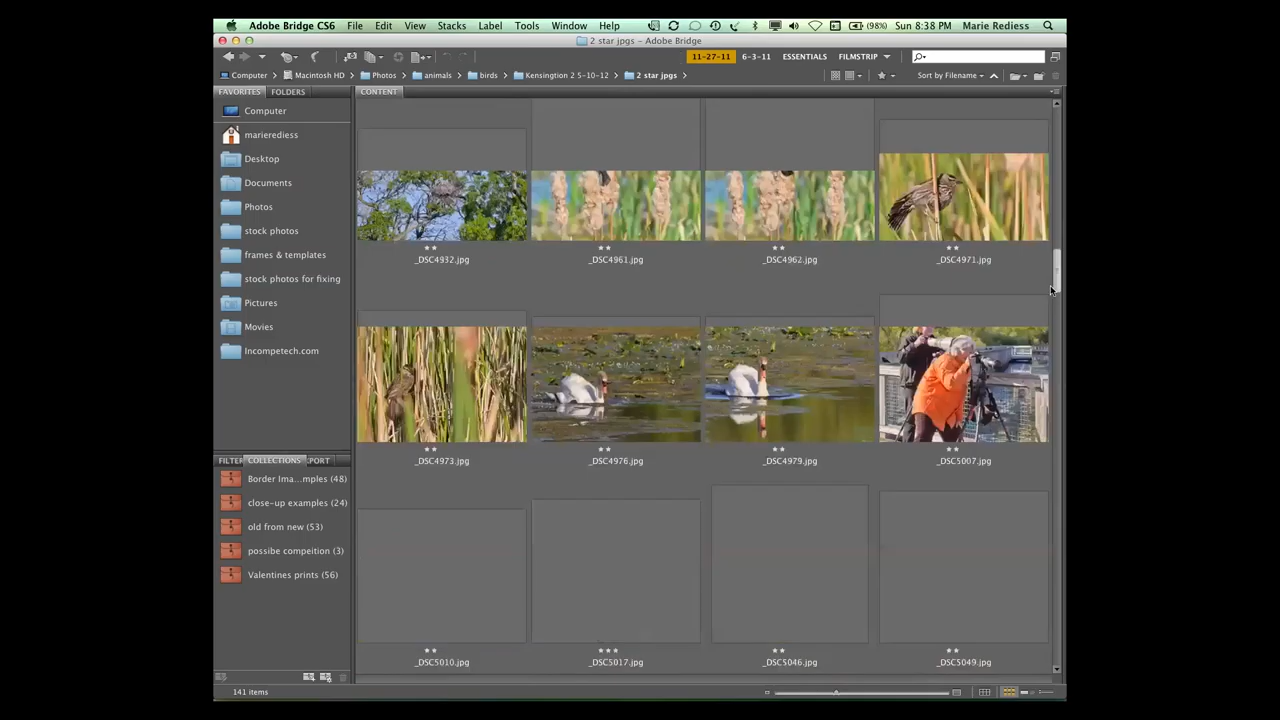 Adobe Bridge CS6 File Edit View Stacks Label Tools Window Help (98%) Sun 8:38 PM Marie Rediess
2 star jpgs – Adobe Bridge
11-27-11 6-3-11 ESSENTIALS FILMSTRIP
Computer Macintosh HD Photos animals birds Kensingtion 2 5-10-12 2 star jpgs Sort by Filename
FAVORITES FOLDERS CONTENT
Computer
marierediess
Desktop
Documents
Photos
stock photos
frames & templates
stock photos for fixing
Pictures
Movies
Incompetech.com
FILTER COLLECTIONS PORT
Border Ima...mples (48)
close-up examples (24)
old from new (53)
possibe compeition (3)
Valentines prints (56)
_DSC4932.jpg _DSC4961.jpg _DSC4962.jpg _DSC4971.jpg
_DSC4973.jpg _DSC4976.jpg _DSC4979.jpg _DSC5007.jpg
_DSC5010.jpg _DSC5017.jpg _DSC5046.jpg _DSC5049.jpg
141 items